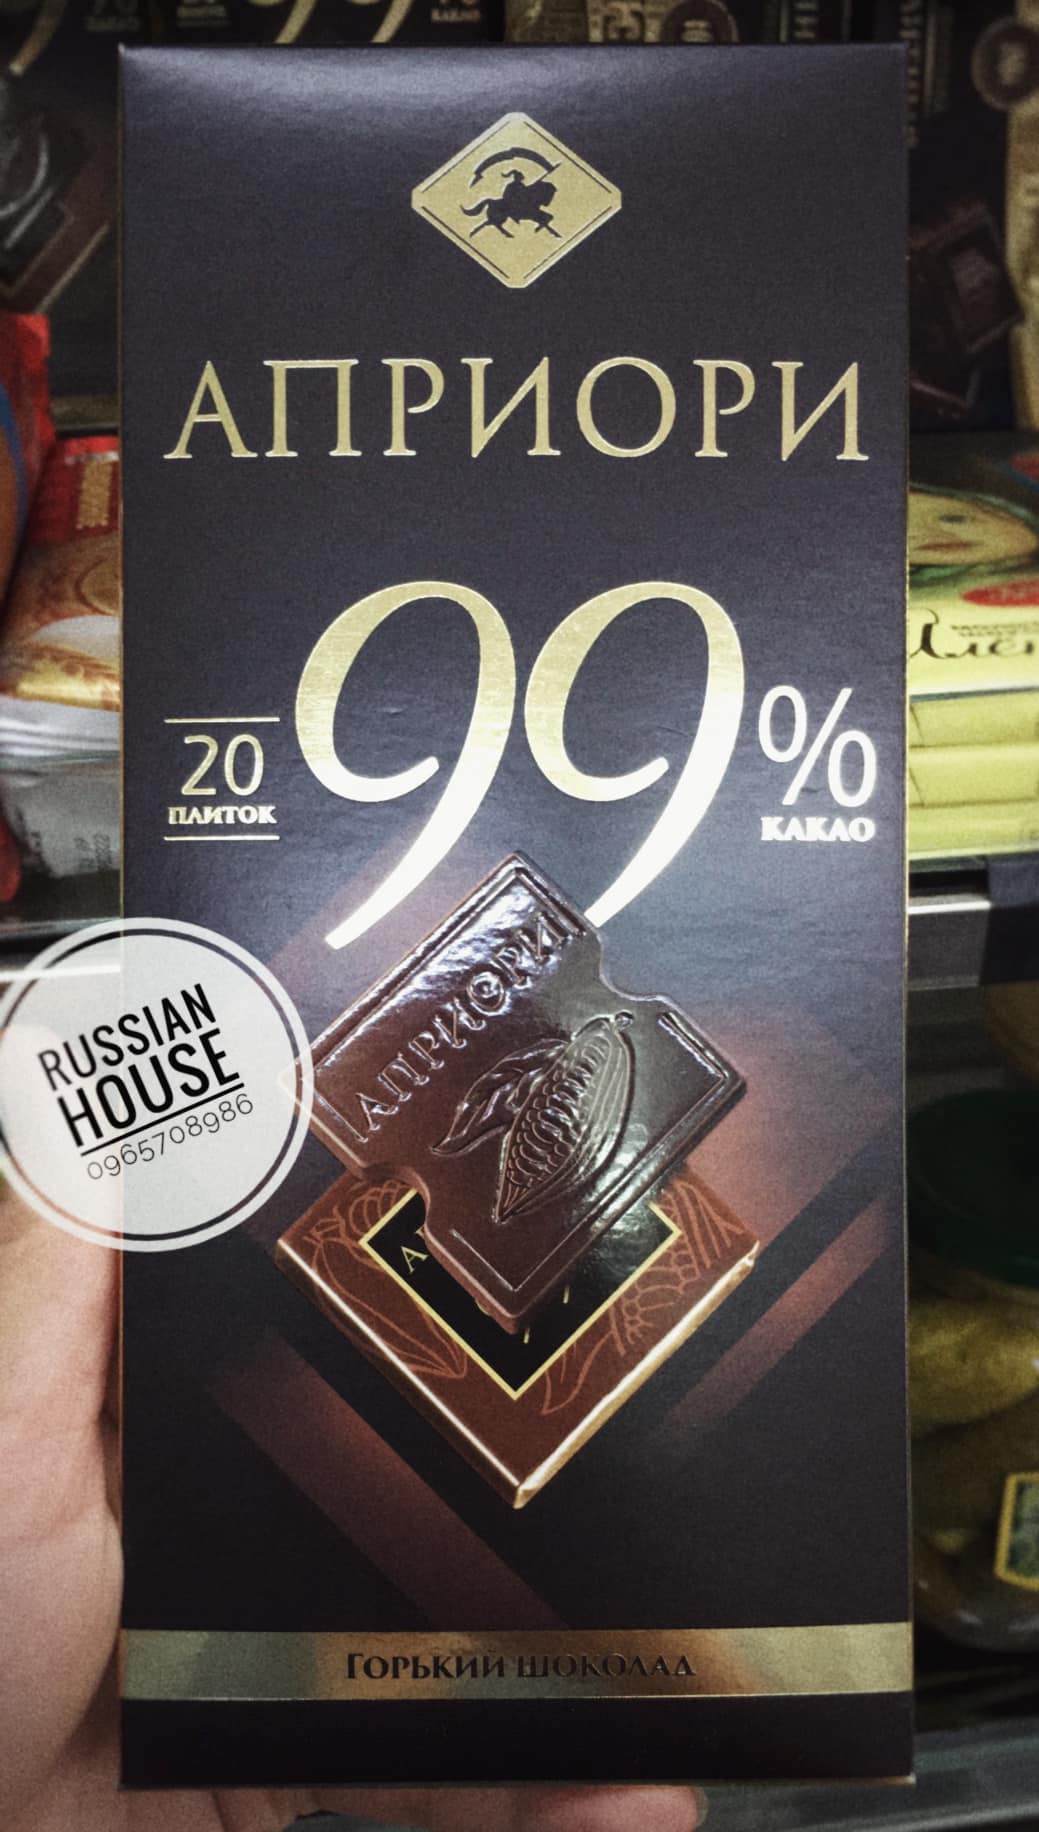 АПРИОРИ
99%
20
ПЛИТОК
КАКАО
АПРИОРИ
RUSSIAN
HOUSE
0965708986
ГОРЬКИЙ ШОКОЛАД